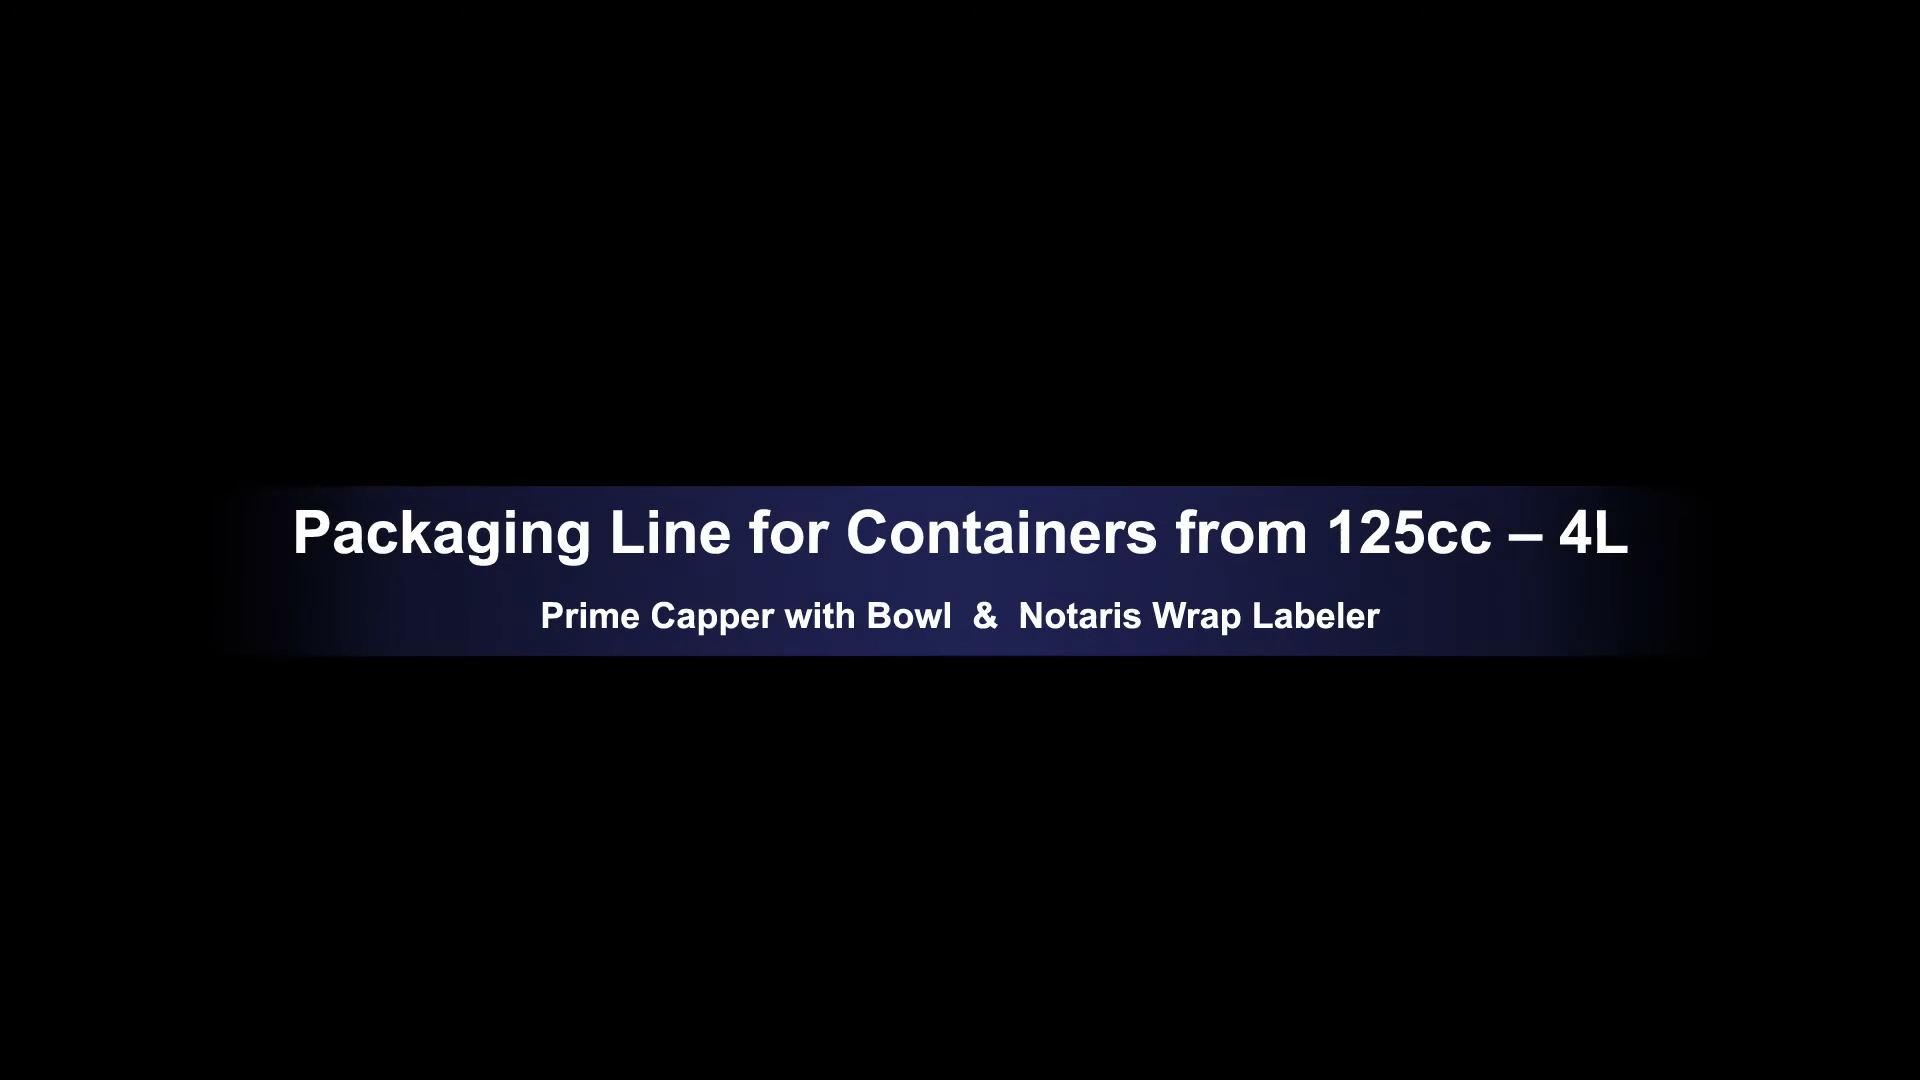 Packaging Line for Containers from 125cc – 4L
Prime Capper with Bowl & Notaris Wrap Labeler